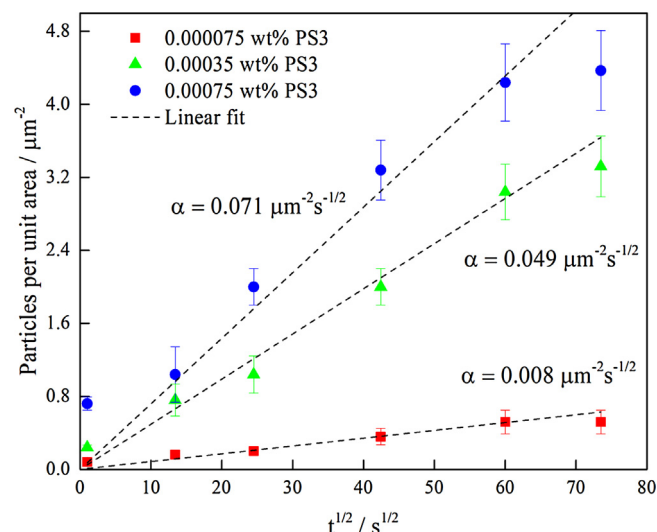 4.8
4.0
3.2
2.4
1.6
0.8
0.0
Particles per unit area / μm⁻²
0.000075 wt% PS3
0.00035 wt% PS3
0.00075 wt% PS3
Linear fit
α = 0.071 μm⁻²s⁻¹/²
α = 0.049 μm⁻²s⁻¹/²
α = 0.008 μm⁻²s⁻¹/²
0 10 20 30 40 50 60 70 80
t¹/² / s¹/²